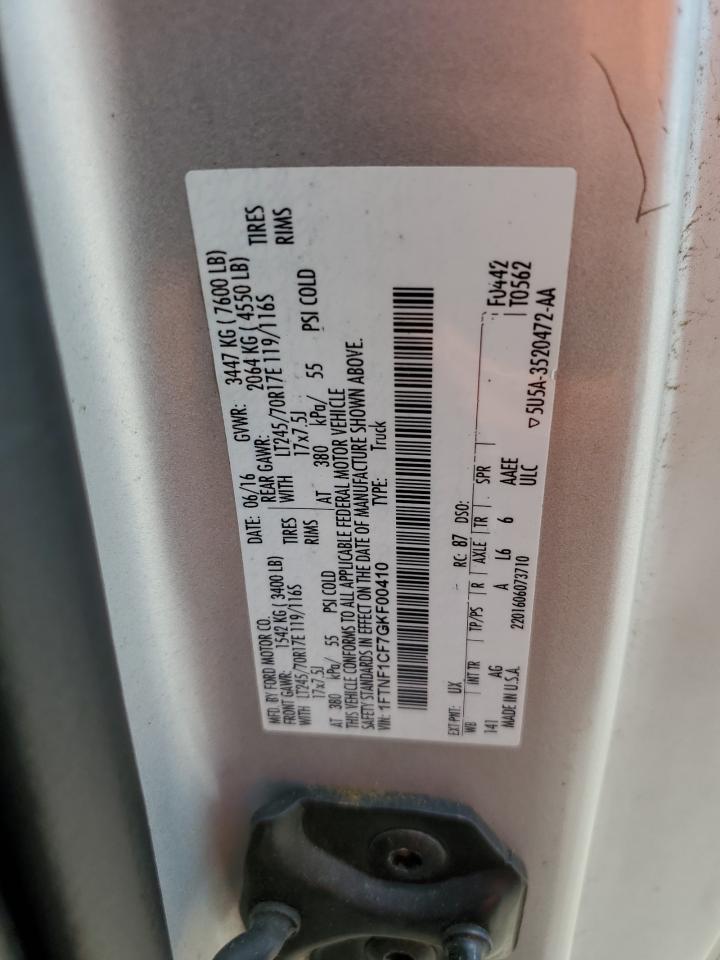 MFD. BY FORD MOTOR CO.
DATE: 06/16 GVWR: 3447 KG ( 7600 LB)
FRONT GAWR: 1542 KG ( 3400 LB) REAR GAWR: 2064 KG ( 4550 LB)
WITH LT245/70R17E 119/116S TIRES WITH LT245/70R17E 119/116S TIRES
17x7.5J RIMS 17x7.5J RIMS
AT 380 kPa/ 55 PSI COLD AT 380 kPa/ 55 PSI COLD
THIS VEHICLE CONFORMS TO ALL APPLICABLE FEDERAL MOTOR VEHICLE
SAFETY STANDARDS IN EFFECT ON THE DATE OF MANUFACTURE SHOWN ABOVE.
VIN: 1FTNF1CF7GKF00410 TYPE: Truck
EXT PNT: UX RC: 87 DSO: FU442
WB INT TR TP/PS R AXLE TR SPR T0562
141 AG A L6 6 AAEE
MADE IN U.S.A. 2201606073710 ULC ▽5U5A-3520472-AA